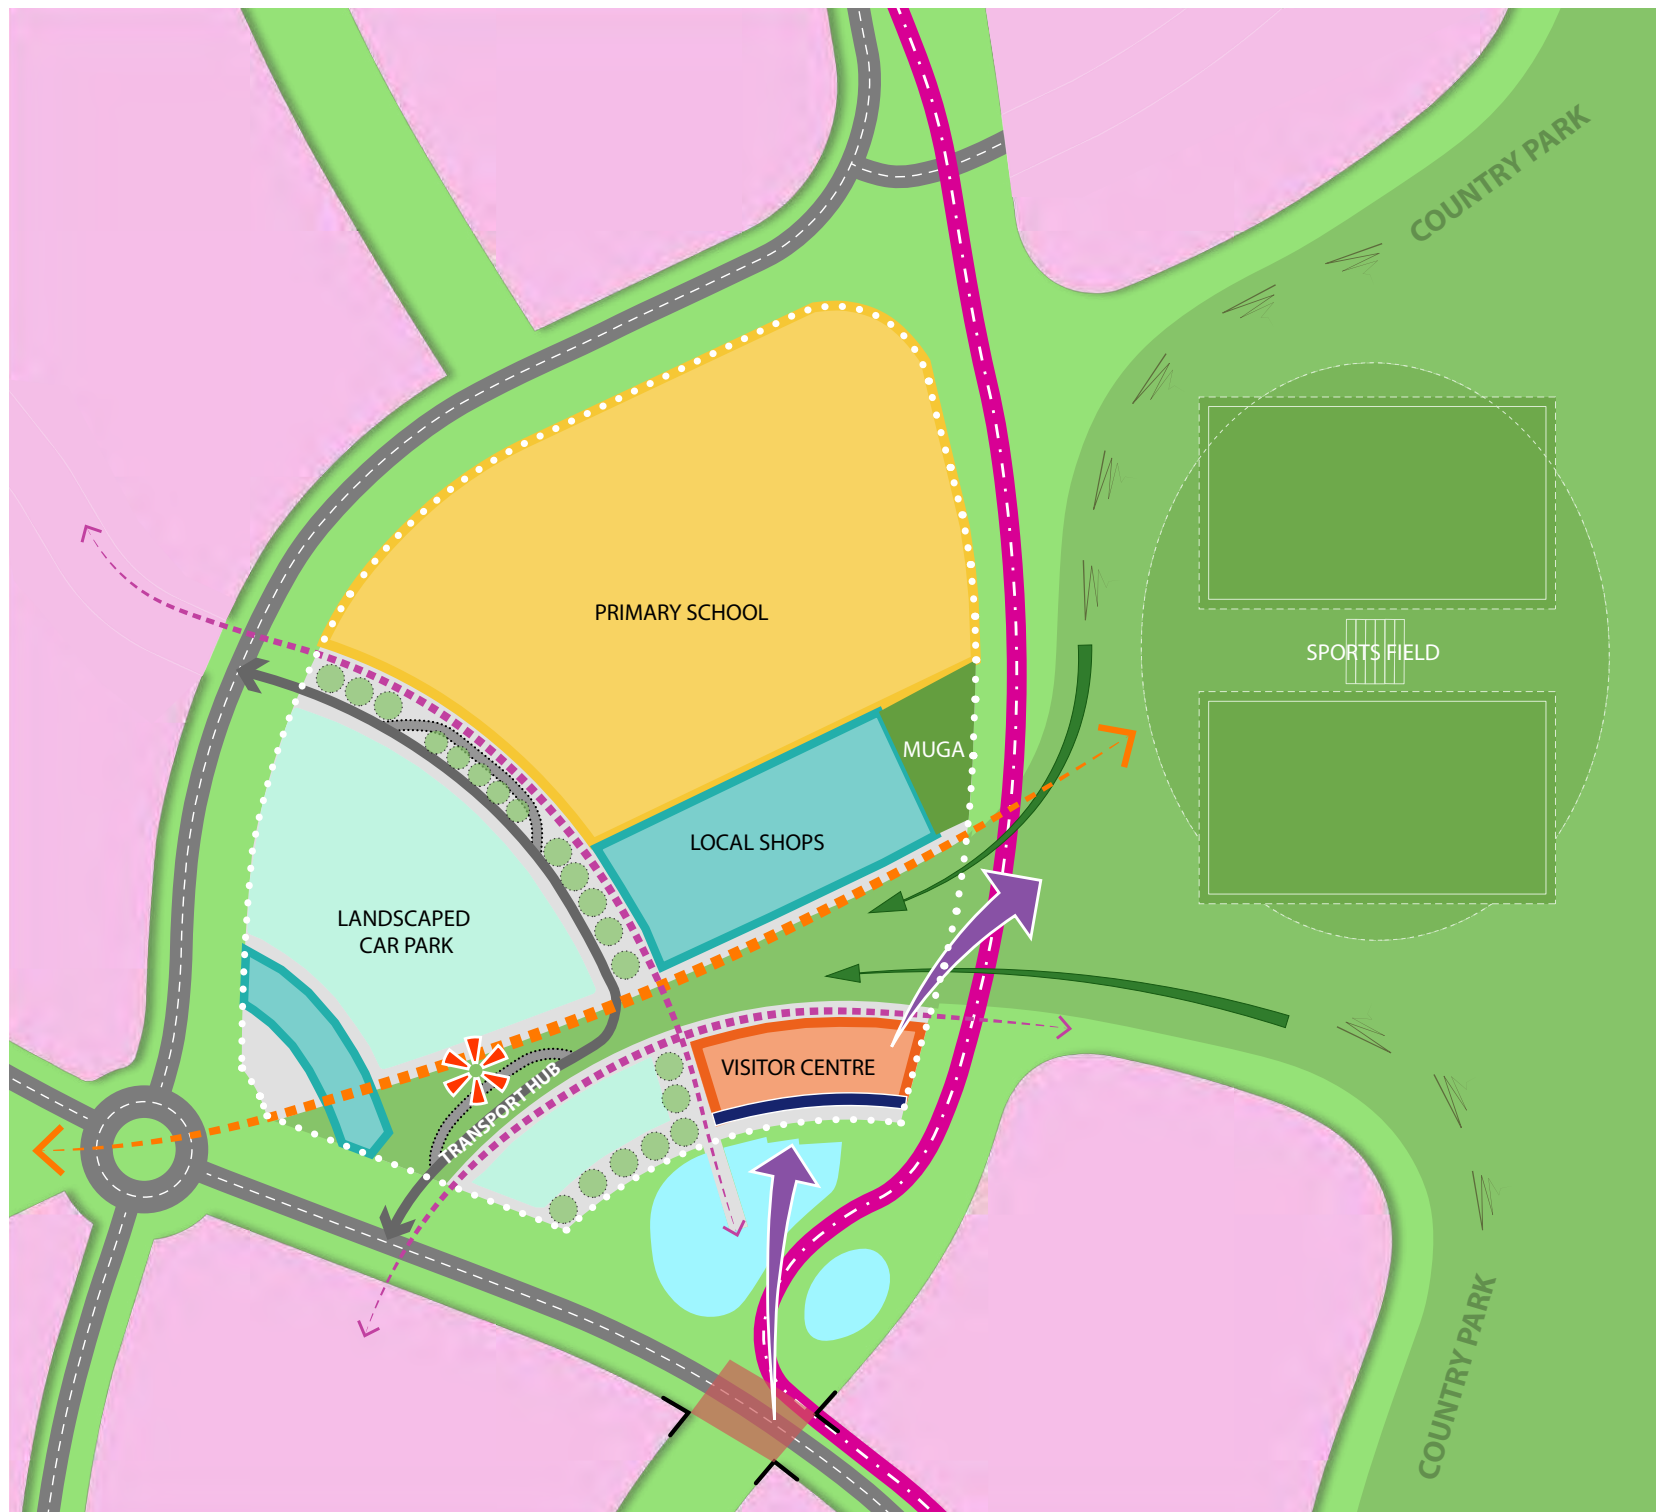 COUNTRY PARK
PRIMARY SCHOOL
SPORTS FIELD
MUGA
LOCAL SHOPS
LANDSCAPED
CAR PARK
VISITOR CENTRE
TRANSPORT HUB
COUNTRY PARK